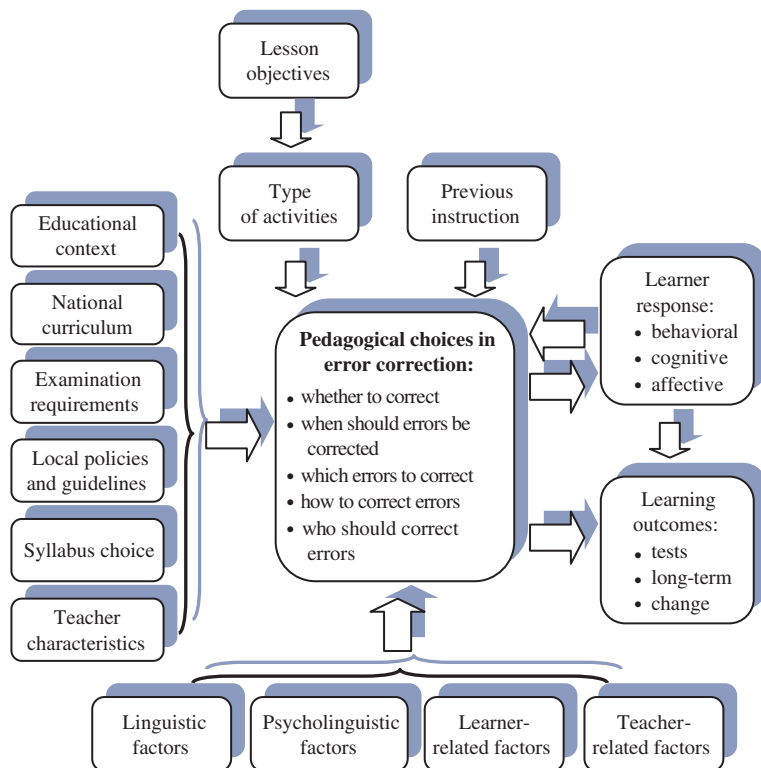 Lesson
objectives
Type
of activities
Previous
instruction
Educational
context
National
curriculum
Examination
requirements
Local policies
and guidelines
Syllabus choice
Teacher
characteristics
Pedagogical choices in
error correction:
• whether to correct
• when should errors be
corrected
• which errors to correct
• how to correct errors
• who should correct
errors
Learner
response:
• behavioral
• cognitive
• affective
Learning
outcomes:
• tests
• long-term
• change
Linguistic
factors
Psycholinguistic
factors
Learner-
related factors
Teacher-
related factors